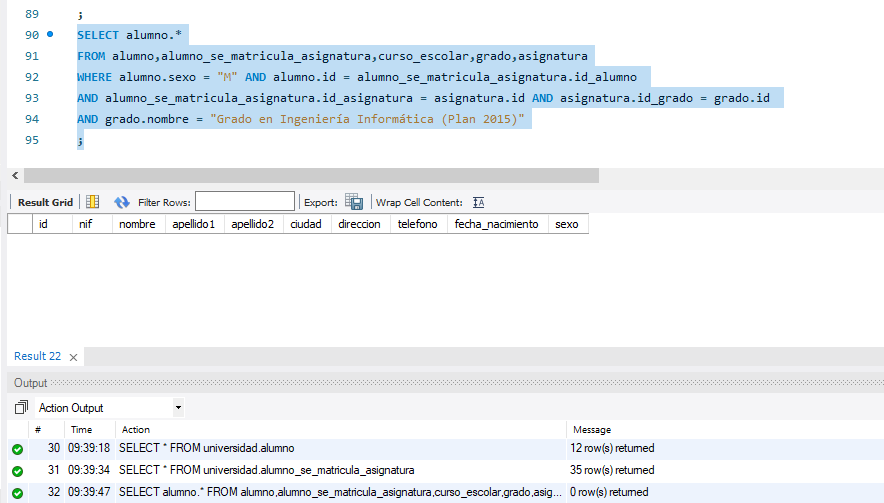 89 ;
90 SELECT alumno.*
91 FROM alumno,alumno_se_matricula_asignatura,curso_escolar,grado,asignatura
92 WHERE alumno.sexo = "M" AND alumno.id = alumno_se_matricula_asignatura.id_alumno
93 AND alumno_se_matricula_asignatura.id_asignatura = asignatura.id AND asignatura.id_grado = grado.id
94 AND grado.nombre = "Grado en Ingeniería Informática (Plan 2015)"
95 ;
Result Grid Filter Rows: Export: Wrap Cell Content:
id nif nombre apellido1 apellido2 ciudad direccion telefono fecha_nacimiento sexo
Result 22
Output
Action Output
# Time Action Message
30 09:39:18 SELECT * FROM universidad.alumno 12 row(s) returned
31 09:39:34 SELECT * FROM universidad.alumno_se_matricula_asignatura 35 row(s) returned
32 09:39:47 SELECT alumno.* FROM alumno,alumno_se_matricula_asignatura,curso_escolar,grado,asig... 0 row(s) returned